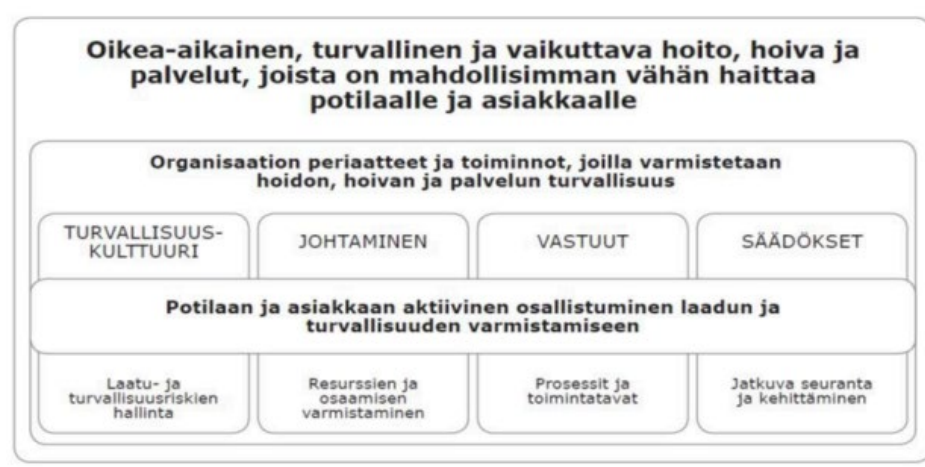 Oikea-aikainen, turvallinen ja vaikuttava hoito, hoiva ja
palvelut, joista on mahdollisimman vähän haittaa
potilaalle ja asiakkaalle
Organisaation periaatteet ja toiminnot, joilla varmistetaan
hoidon, hoivan ja palvelun turvallisuus
TURVALLISUUS-
KULTTUURI
JOHTAMINEN
VASTUUT
SÄÄDÖKSET
Potilaan ja asiakkaan aktiivinen osallistuminen laadun ja
turvallisuuden varmistamiseen
Laatu- ja
turvallisuusriskien
hallinta
Resurssien ja
osaamisen
varmistaminen
Prosessit ja
toimintatavat
Jatkuva seuranta
ja kehittäminen